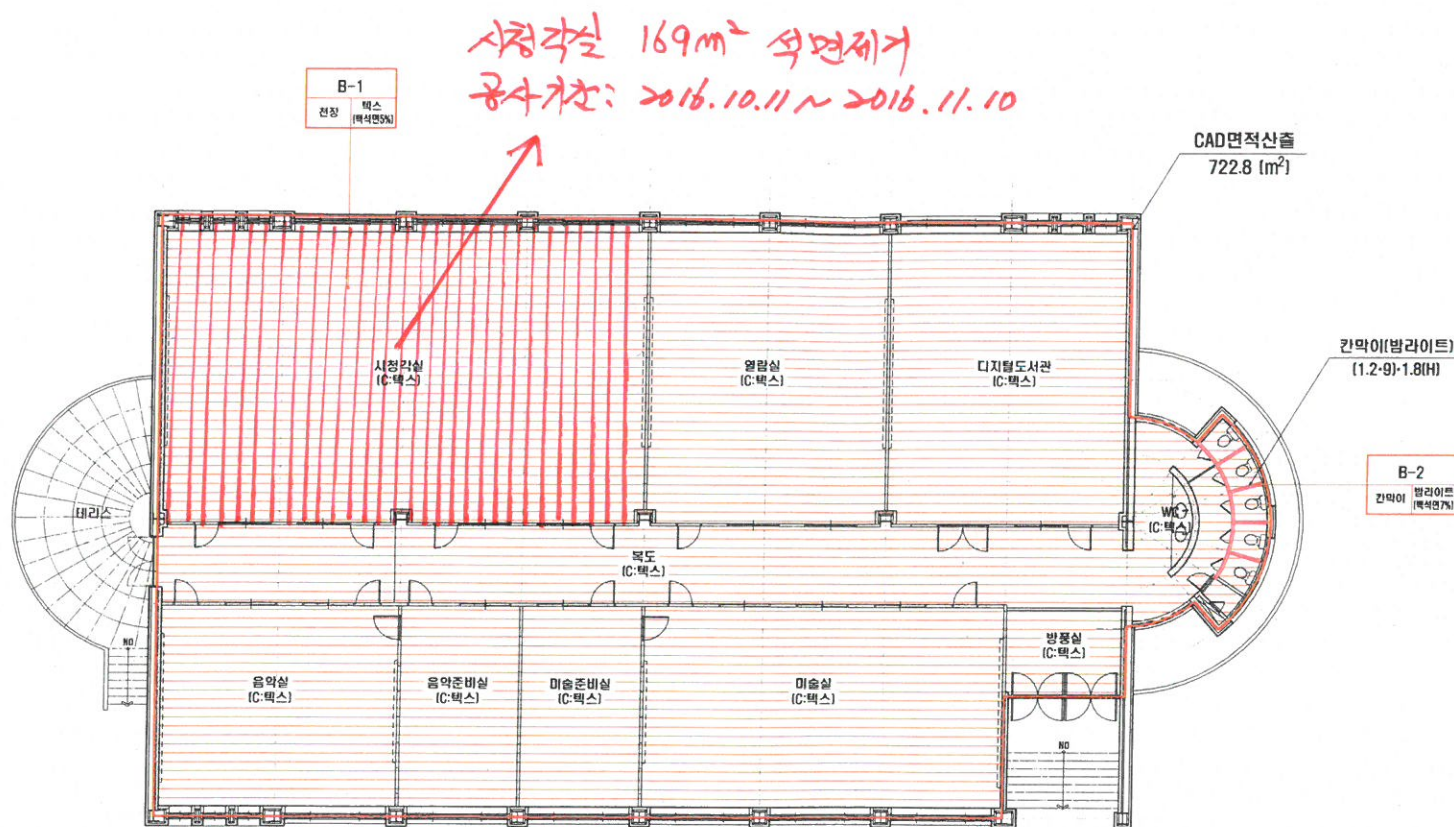 시청각실 169m² 석면제거
공사기간: 2016.10.11 ~ 2016.11.10
B-1
천장 텍스
(백석면5%)
CAD면적산출
722.8 (m²)
시청각실
(C:텍스)
열람실
(C:텍스)
디지털도서관
(C:텍스)
칸막이(밤라이트)
(1.2*9)*1.8(H)
B-2
칸막이 밤라이트
(백석면7%)
테라스
WC
(C:텍스)
복도
(C:텍스)
방풍실
(C:텍스)
음악실
(C:텍스)
음악준비실
(C:텍스)
미술준비실
(C:텍스)
미술실
(C:텍스)